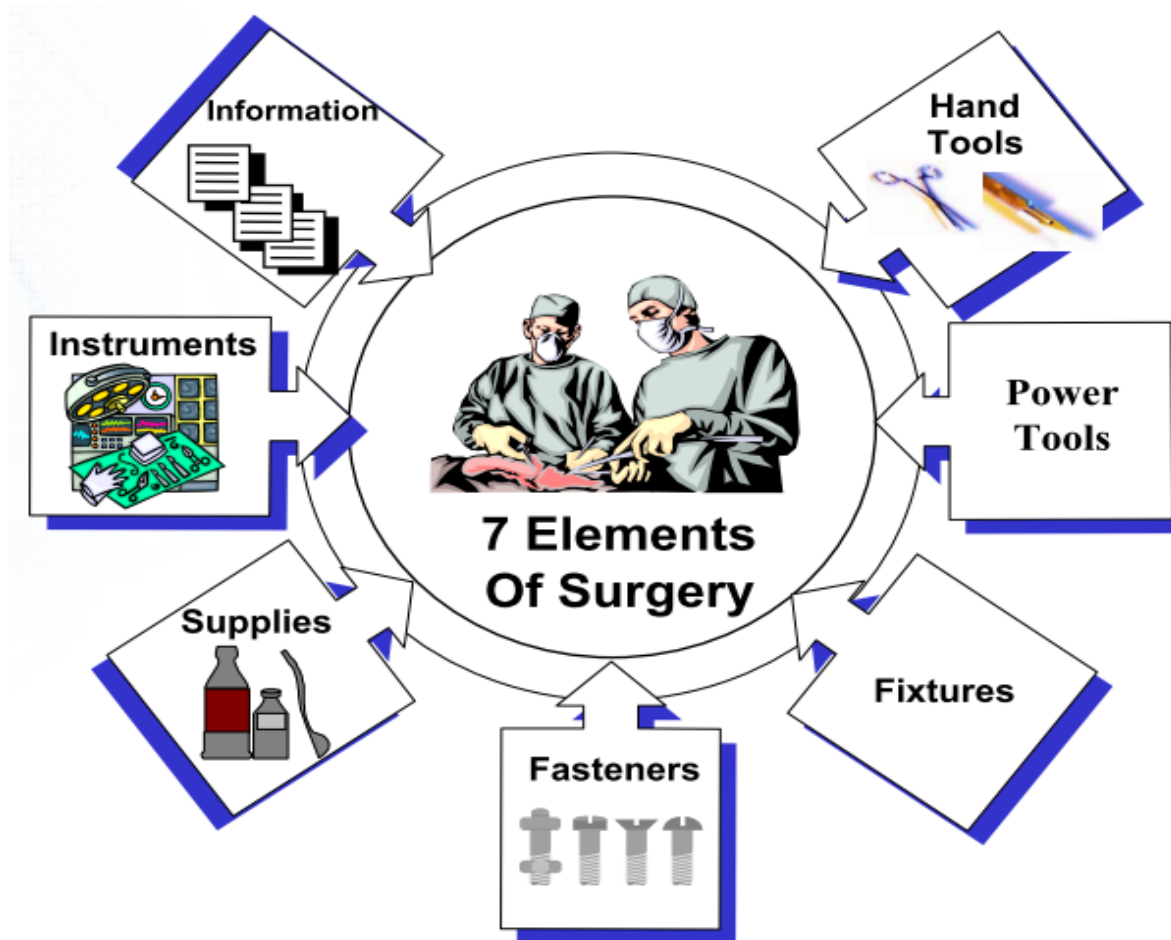 Information
Hand
Tools
Instruments
Power
Tools
7 Elements
Of Surgery
Supplies
Fixtures
Fasteners